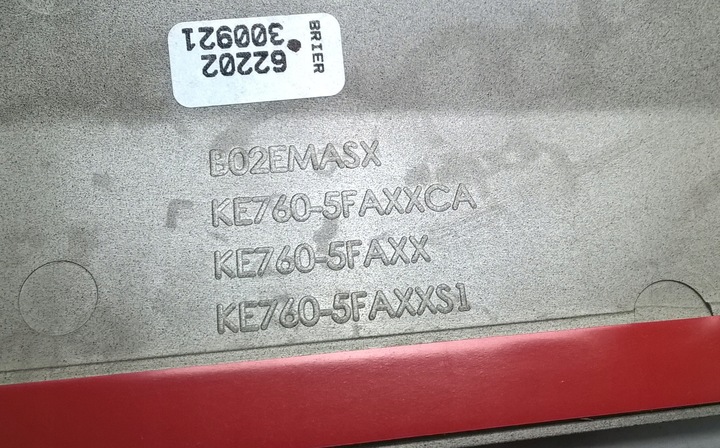 BRIER
62202
300921
B02EMASX
KE760-5FAXXCA
KE760-5FAXX
KE760-5FAXXS1